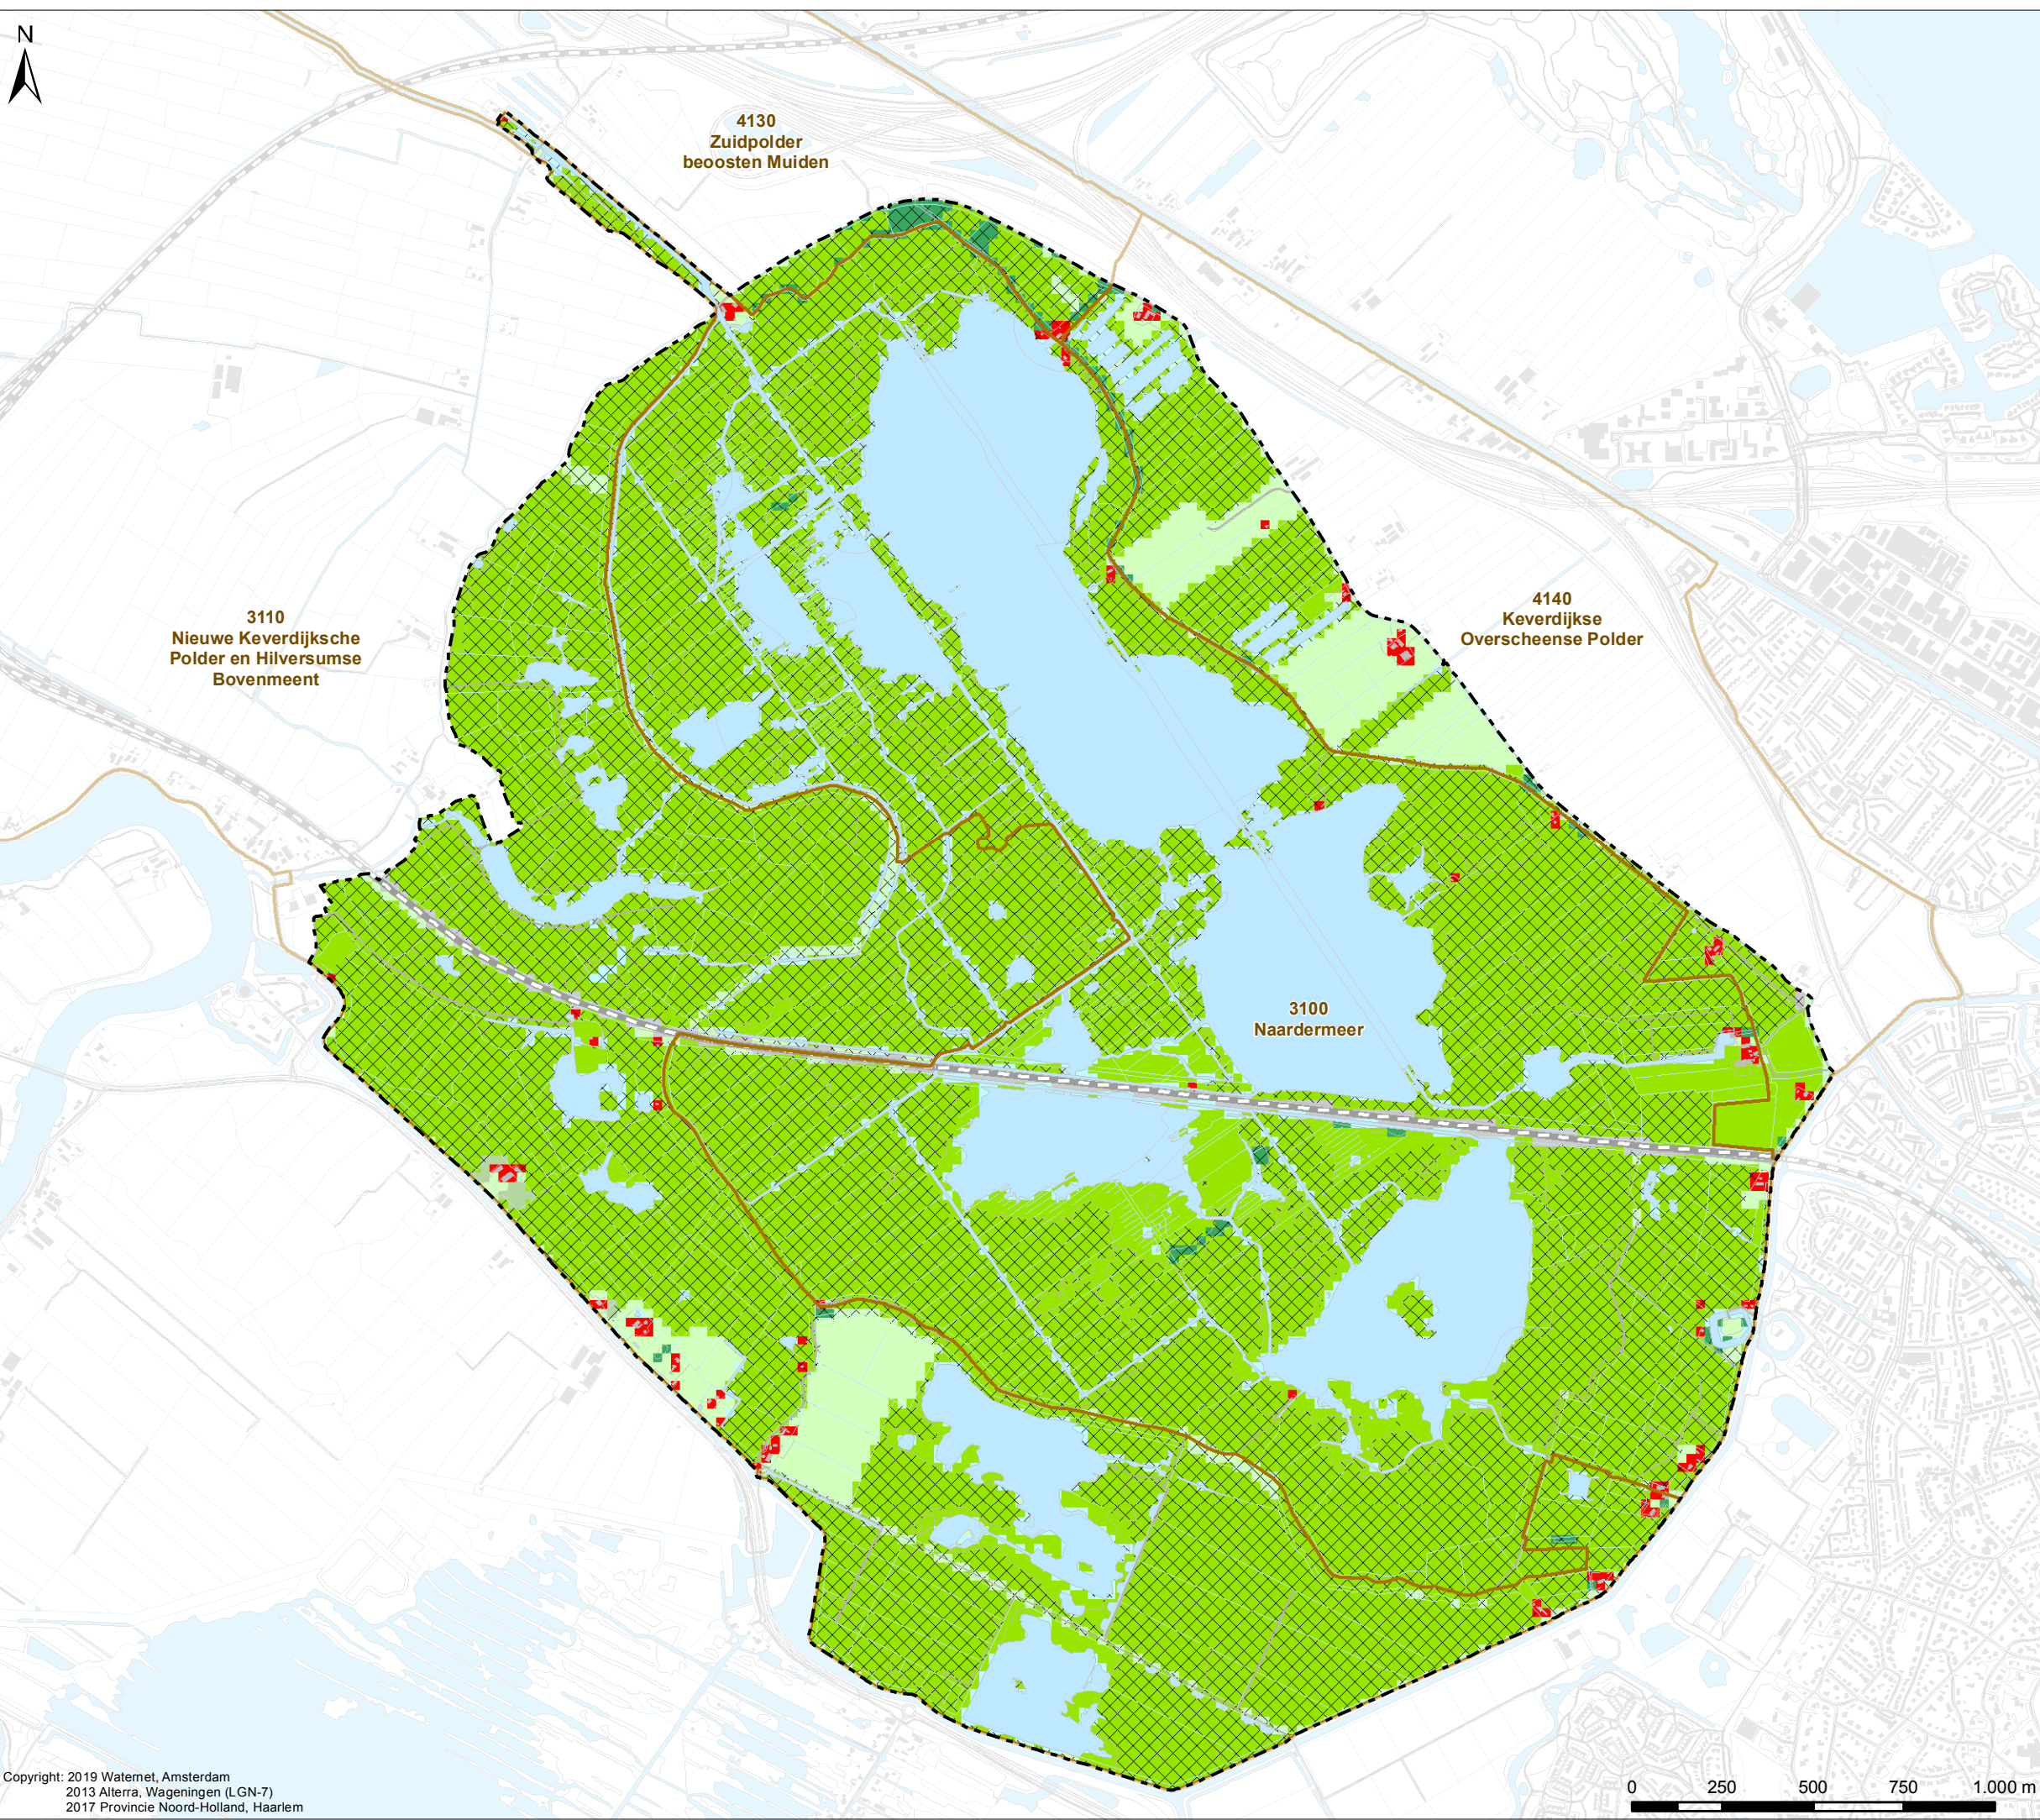 N
4130
Zuidpolder
beoosten Muiden
3110
Nieuwe Keverdijksche
Polder en Hilversumse
Bovenmeent
4140
Keverdijkse
Overscheense Polder
3100
Naardermeer
Copyright: 2019 Waternet, Amsterdam
2013 Alterra, Wageningen (LGN-7)
2017 Provincie Noord-Holland, Haarlem
0 250 500 750 1.000 m